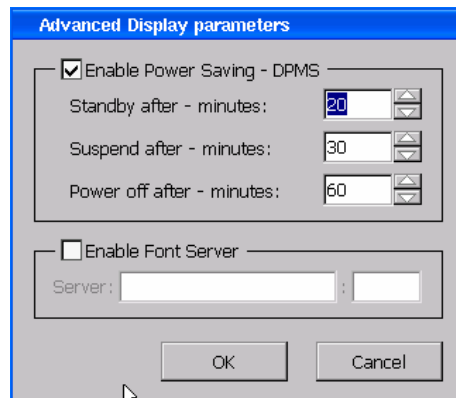 Advanced Display parameters
Enable Power Saving - DPMS
Standby after - minutes: 20
Suspend after - minutes: 30
Power off after - minutes: 60
Enable Font Server
Server: :
OK Cancel